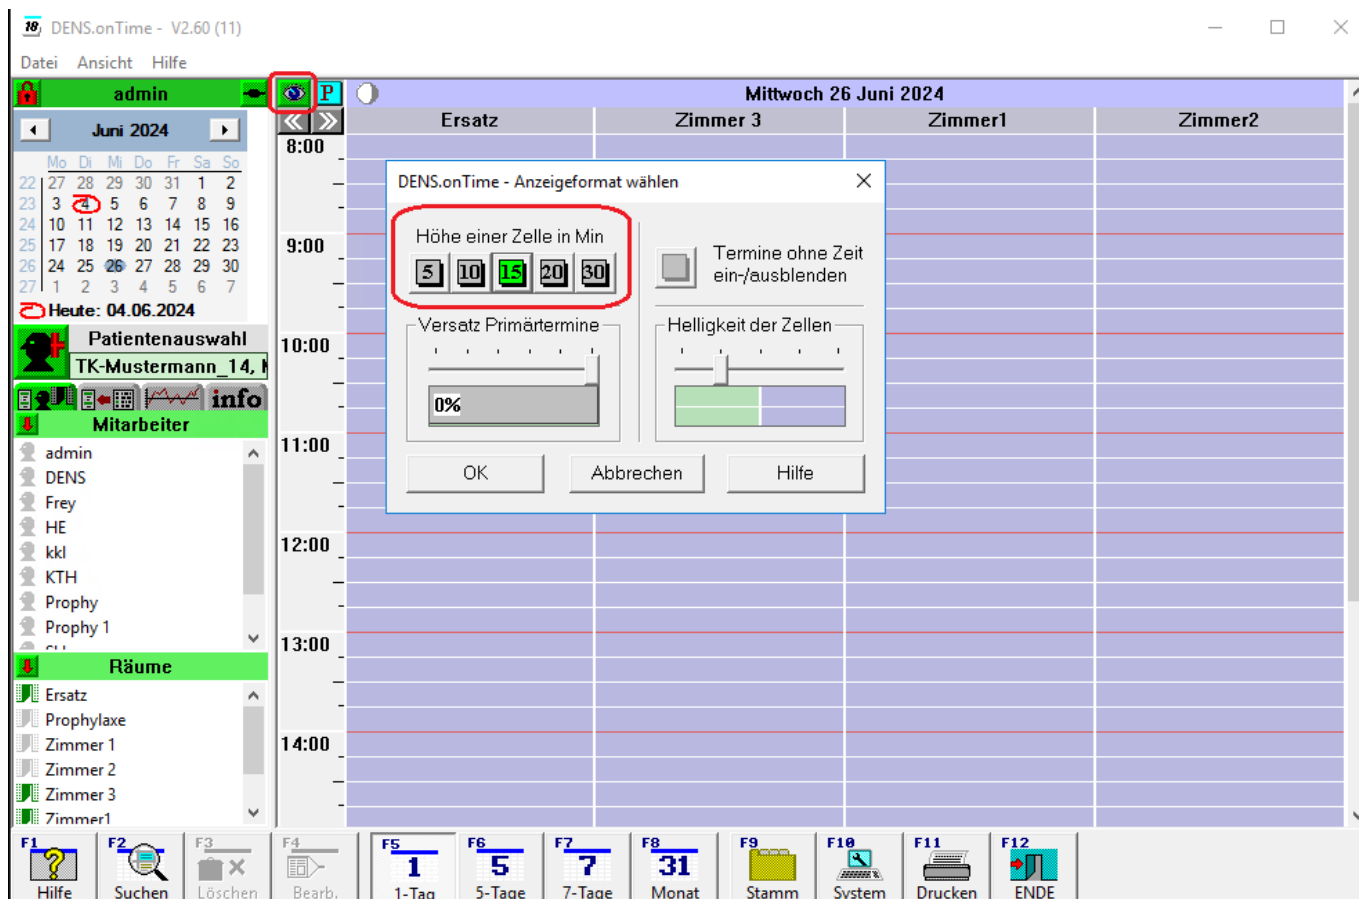 18 DENS.onTime - V2.60 (11)
Datei Ansicht Hilfe
admin
P
Mittwoch 26 Juni 2024
Ersatz Zimmer 3 Zimmer1 Zimmer2
Juni 2024
Mo Di Mi Do Fr Sa So
22 27 28 29 30 31 1 2
23 3 4 5 6 7 8 9
24 10 11 12 13 14 15 16
25 17 18 19 20 21 22 23
26 24 25 26 27 28 29 30
27 1 2 3 4 5 6 7
Heute: 04.06.2024
Patientenauswahl
TK-Mustermann_14,
info
Mitarbeiter
admin
DENS
Frey
HE
kkl
KTH
Prophy
Prophy 1
Räume
Ersatz
Prophylaxe
Zimmer 1
Zimmer 2
Zimmer 3
Zimmer1
8:00
9:00
10:00
11:00
12:00
13:00
14:00
DENS.onTime - Anzeigeformat wählen
Höhe einer Zelle in Min
5 10 15 20 30
Termine ohne Zeit
ein-/ausblenden
Versatz Primärtermine
0%
Helligkeit der Zellen
OK Abbrechen Hilfe
F1 Hilfe
F2 Suchen
F3 Löschen
F4 Bearb.
F5 1 1-Tag
F6 5 5-Tage
F7 7 7-Tage
F8 31 Monat
F9 Stamm
F10 System
F11 Drucken
F12 ENDE